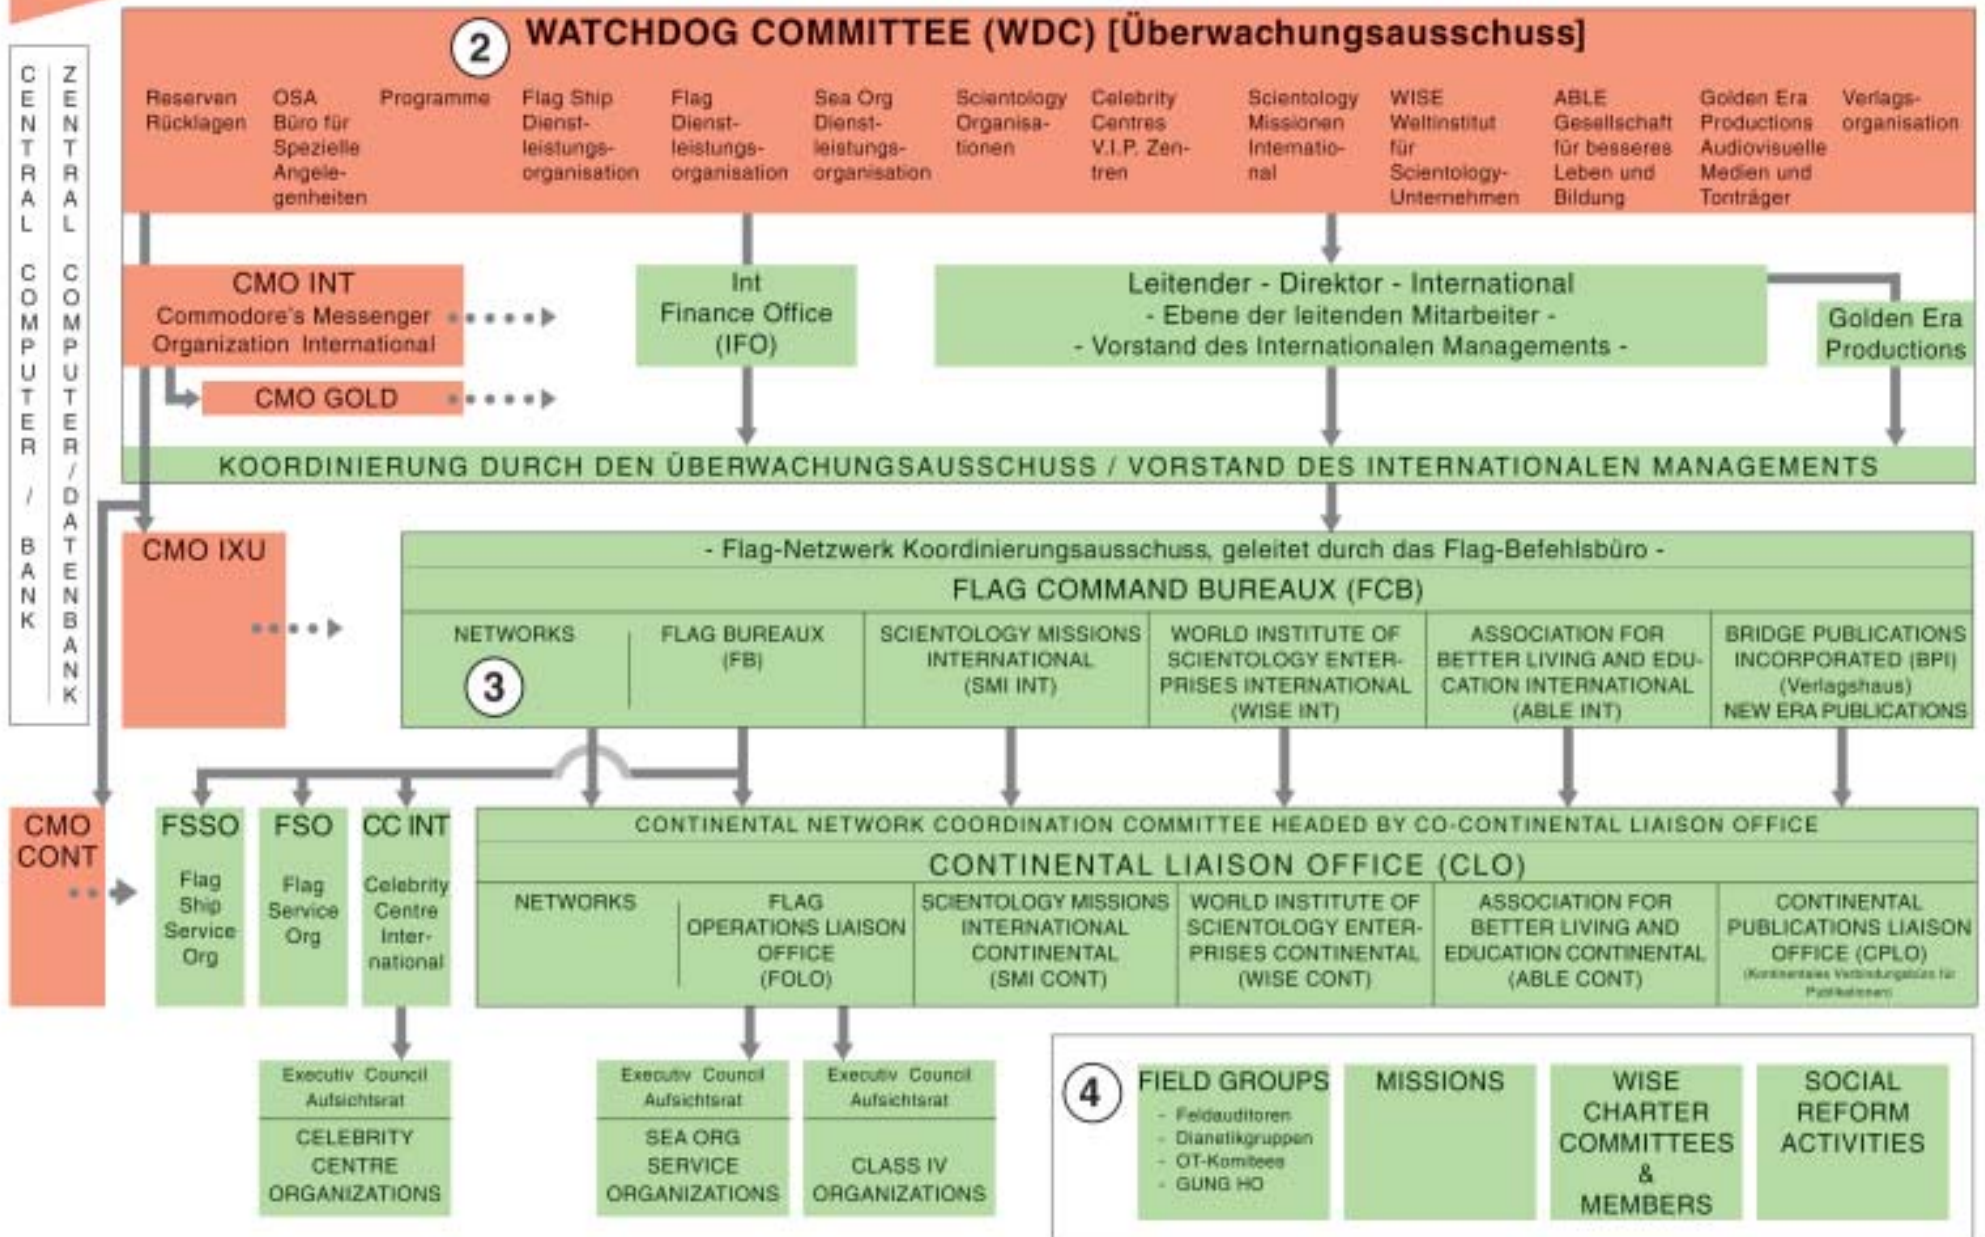 CENTRAL COMPUTER / BANK
ZENTRAL COMPUTER/DATENBANK
2
WATCHDOG COMMITTEE (WDC) [Überwachungsausschuss]
Reserven
Rücklagen
OSA
Büro für
Spezielle
Angele-
genheiten
Programme
Flag Ship
Dienst-
leistungs-
organisation
Flag
Dienst-
leistungs-
organisation
Sea Org
Dienst-
leistungs-
organisation
Scientology
Organisa-
tionen
Celebrity
Centres
V.I.P. Zen-
tren
Scientology
Missionen
Internatio-
nal
WISE
Weltinstitut
für
Scientology-
Unternehmen
ABLE
Gesellschaft
für besseres
Leben und
Bildung
Golden Era
Productions
Audiovisuelle
Medien und
Tonträger
Verlags-
organisation
CMO INT
Commodore's Messenger
Organization International
CMO GOLD
Int
Finance Office
(IFO)
Leitender - Direktor - International
- Ebene der leitenden Mitarbeiter -
- Vorstand des Internationalen Managements -
Golden Era
Productions
KOORDINIERUNG DURCH DEN ÜBERWACHUNGSAUSSCHUSS / VORSTAND DES INTERNATIONALEN MANAGEMENTS
CMO IXU
- Flag-Netzwerk Koordinierungsausschuss, geleitet durch das Flag-Befehlsbüro -
FLAG COMMAND BUREAUX (FCB)
NETWORKS
3
FLAG BUREAUX
(FB)
SCIENTOLOGY MISSIONS
INTERNATIONAL
(SMI INT)
WORLD INSTITUTE OF
SCIENTOLOGY ENTER-
PRISES INTERNATIONAL
(WISE INT)
ASSOCIATION FOR
BETTER LIVING AND EDU-
CATION INTERNATIONAL
(ABLE INT)
BRIDGE PUBLICATIONS
INCORPORATED (BPI)
(Verlagshaus)
NEW ERA PUBLICATIONS
CMO
CONT
FSSO
Flag
Ship
Service
Org
FSO
Flag
Service
Org
CC INT
Celebrity
Centre
Inter-
national
CONTINENTAL NETWORK COORDINATION COMMITTEE HEADED BY CO-CONTINENTAL LIAISON OFFICE
CONTINENTAL LIAISON OFFICE (CLO)
NETWORKS
FLAG
OPERATIONS LIAISON
OFFICE
(FOLO)
SCIENTOLOGY MISSIONS
INTERNATIONAL
CONTINENTAL
(SMI CONT)
WORLD INSTITUTE OF
SCIENTOLOGY ENTER-
PRISES CONTINENTAL
(WISE CONT)
ASSOCIATION FOR
BETTER LIVING AND
EDUCATION CONTINENTAL
(ABLE CONT)
CONTINENTAL
PUBLICATIONS LIAISON
OFFICE (CPLO)
(Kontinentales Verbindungsbüro für
Publikationen)
Executiv Council
Aufsichtsrat
CELEBRITY
CENTRE
ORGANIZATIONS
Executiv Council
Aufsichtsrat
SEA ORG
SERVICE
ORGANIZATIONS
Executiv Council
Aufsichtsrat
CLASS IV
ORGANIZATIONS
4
FIELD GROUPS
- Feldauditoren
- Dianetikgruppen
- OT-Komitees
- GUNG HO
MISSIONS
WISE
CHARTER
COMMITTEES
&
MEMBERS
SOCIAL
REFORM
ACTIVITIES